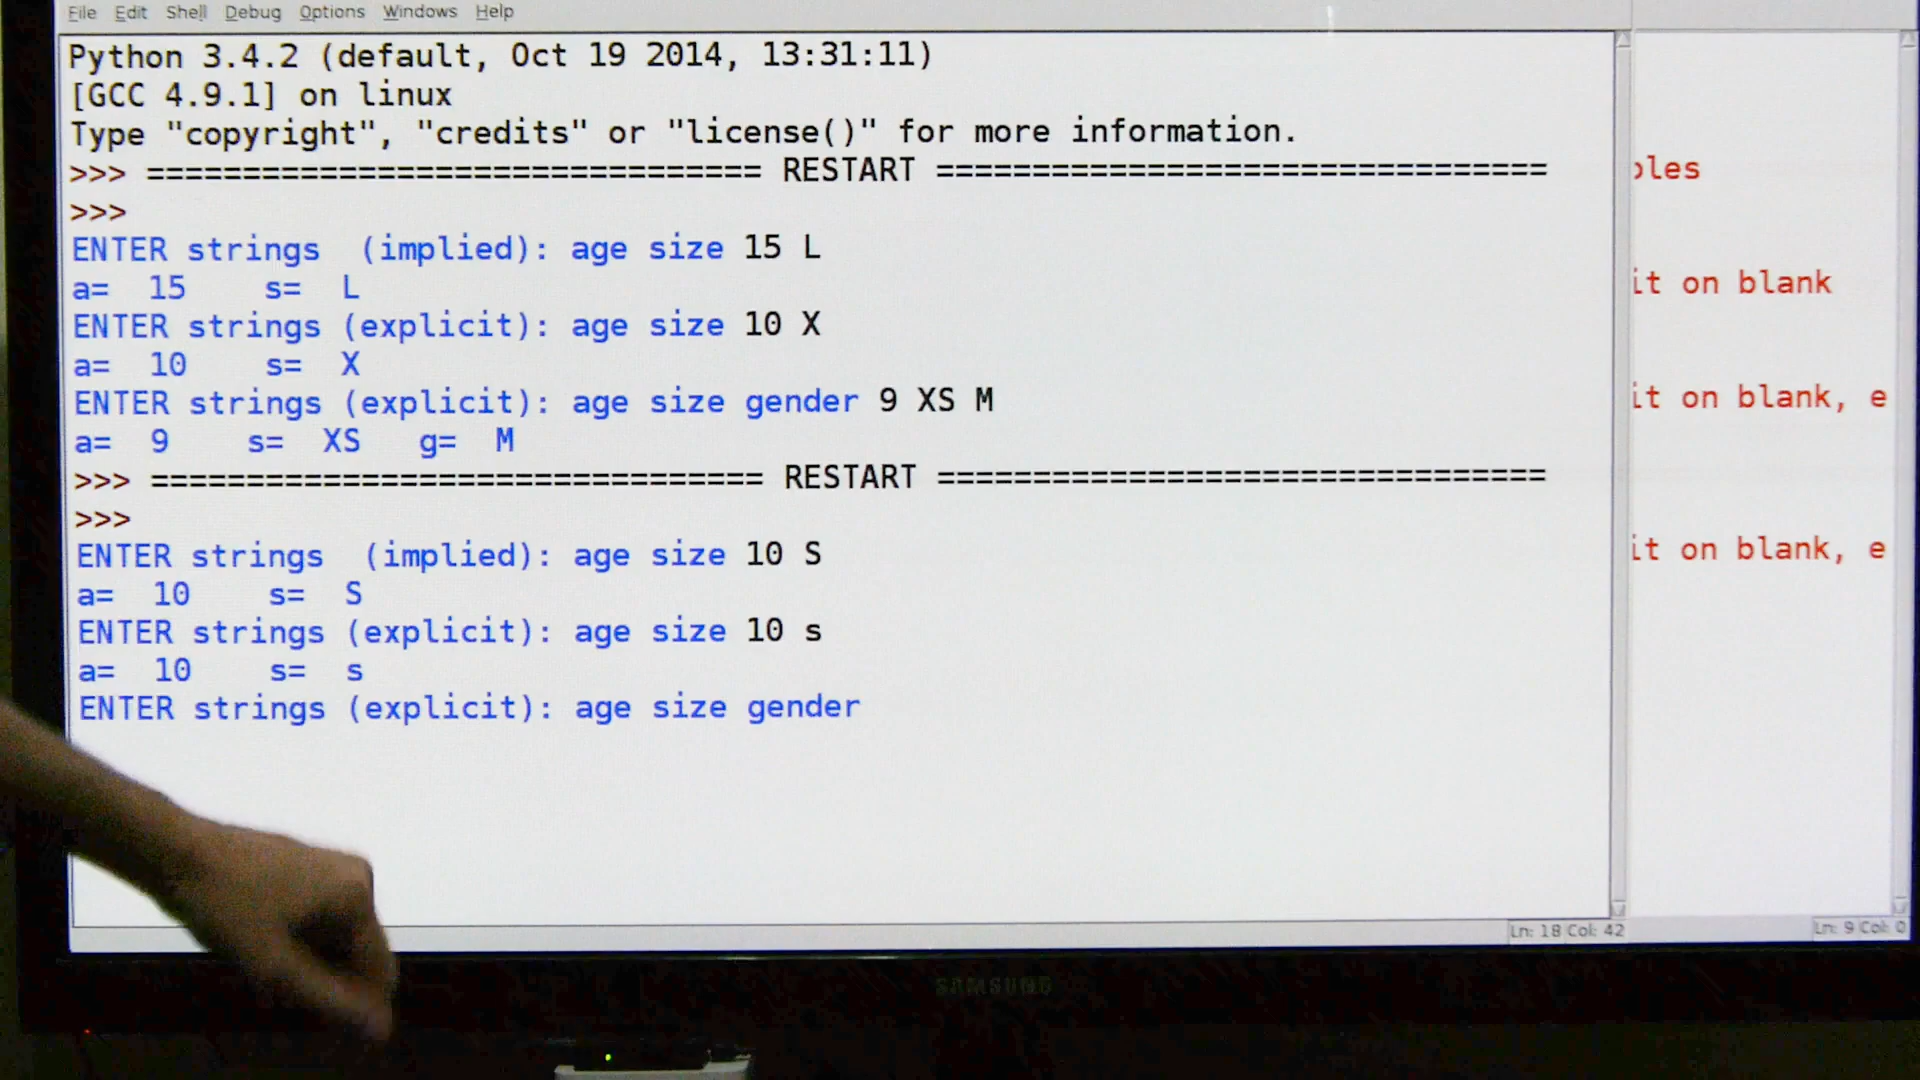 File Edit Shell Debug Options Windows Help
Python 3.4.2 (default, Oct 19 2014, 13:31:11)
[GCC 4.9.1] on linux
Type "copyright", "credits" or "license()" for more information.
>>> ================================ RESTART ================================
>>>
ENTER strings  (implied): age size 15 L
a=  15    s=  L
ENTER strings (explicit): age size 10 X
a=  10    s=  X
ENTER strings (explicit): age size gender 9 XS M
a=  9    s=  XS   g=  M
>>> ================================ RESTART ================================
>>>
ENTER strings  (implied): age size 10 S
a=  10    s=  S
ENTER strings (explicit): age size 10 s
a=  10    s=  s
ENTER strings (explicit): age size gender
Ln: 18 Col: 42
bles
it on blank
it on blank, e
it on blank, e
Ln: 9 Col: 0
SAMSUNG